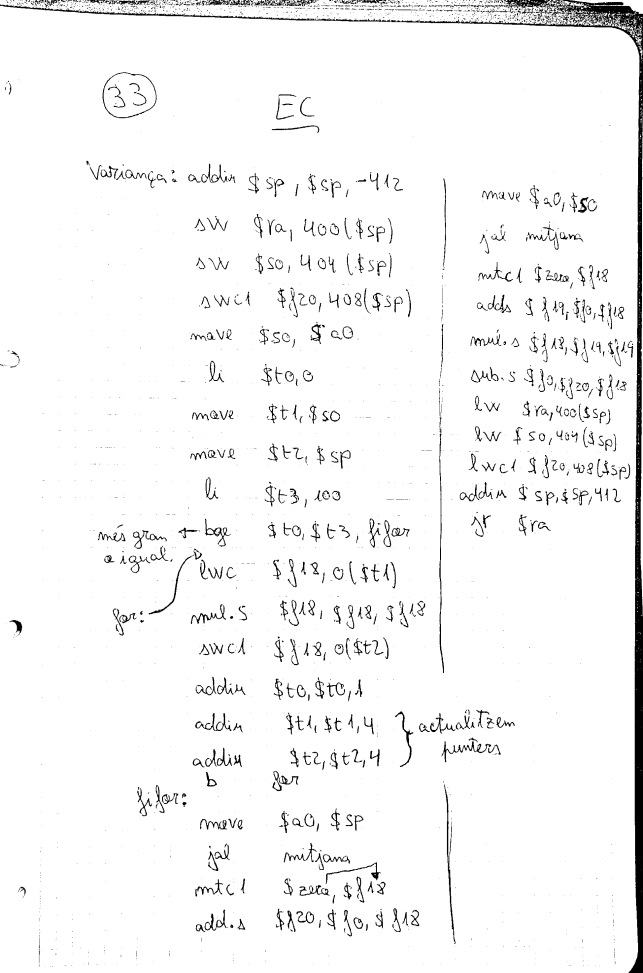 33
EC
Variança: addiu $sp, $sp, -412
sw $ra, 400($sp)
sw $s0, 404($sp)
swc1 $f20, 408($sp)
move $s0, $a0
li $t0, 0
move $t1, $s0
move $t2, $sp
li $t3, 100
més gran o igual. ← bge $t0, $t3, fifor
for: lwc $f18, 0($t1)
mul.s $f18, $f18, $f18
swc1 $f18, 0($t2)
addiu $t0, $t0, 1
addiu $t1, $t1, 4
addiu $t2, $t2, 4
} actualitzem punters
b for
fifor:
move $a0, $sp
jal mitjana
mtc1 $zero, $f18
add.s $f20, $f0, $f18
move $a0, $s0
jal mitjana
mtc1 $zero, $f18
adds $f19, $f0, $f18
mul.s $f18, $f19, $f19
sub.s $f0, $f20, $f18
lw $ra, 400($sp)
lw $s0, 404($sp)
lwc1 $f20, 408($sp)
addiu $sp, $sp, 412
jr $ra